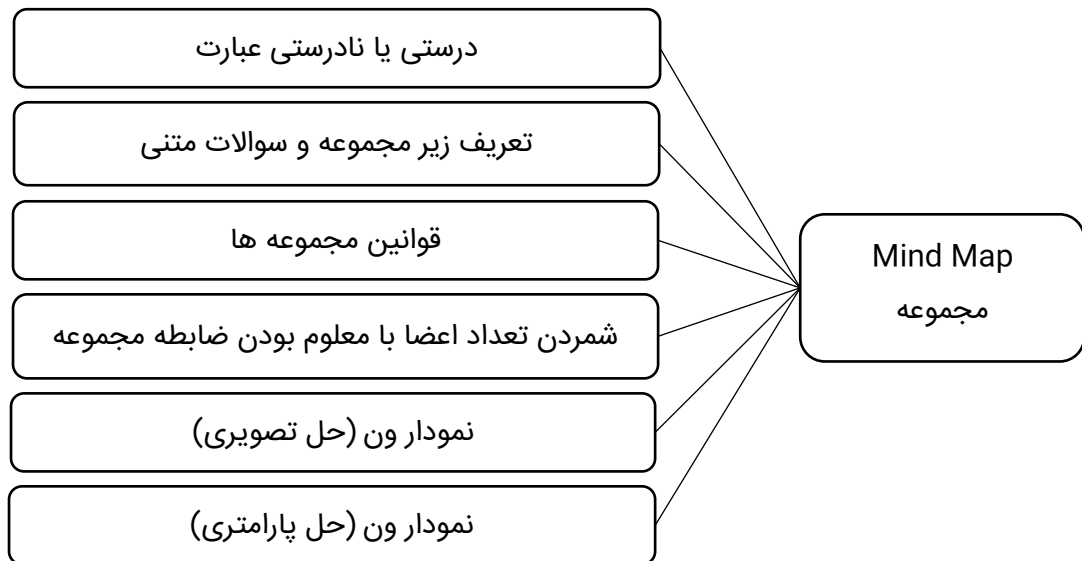 درستی یا نادرستی عبارت
تعریف زیر مجموعه و سوالات متنی
قوانین مجموعه ها
شمردن تعداد اعضا با معلوم بودن ضابطه مجموعه
نمودار ون (حل تصویری)
نمودار ون (حل پارامتری)
Mind Map
مجموعه